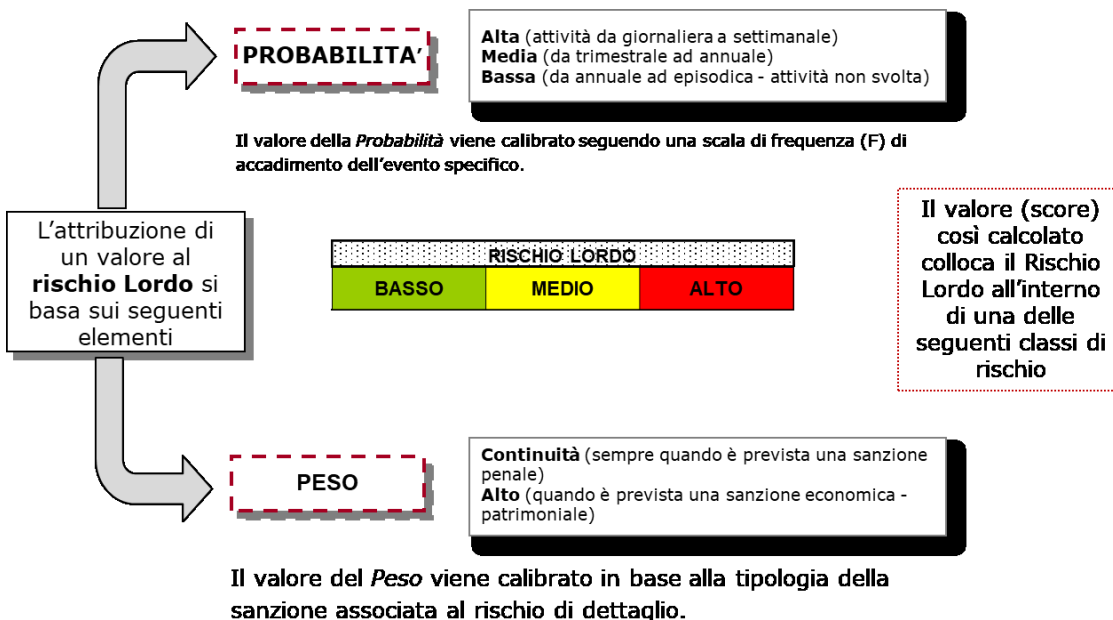 PROBABILITA’
Alta (attività da giornaliera a settimanale)
Media (da trimestrale ad annuale)
Bassa (da annuale ad episodica - attività non svolta)
Il valore della Probabilità viene calibrato seguendo una scala di frequenza (F) di
accadimento dell’evento specifico.
L’attribuzione di
un valore al
rischio Lordo si
basa sui seguenti
elementi
RISCHIO LORDO
BASSO MEDIO ALTO
Il valore (score)
così calcolato
colloca il Rischio
Lordo all’interno
di una delle
seguenti classi di
rischio
PESO
Continuità (sempre quando è prevista una sanzione
penale)
Alto (quando è prevista una sanzione economica -
patrimoniale)
Il valore del Peso viene calibrato in base alla tipologia della
sanzione associata al rischio di dettaglio.